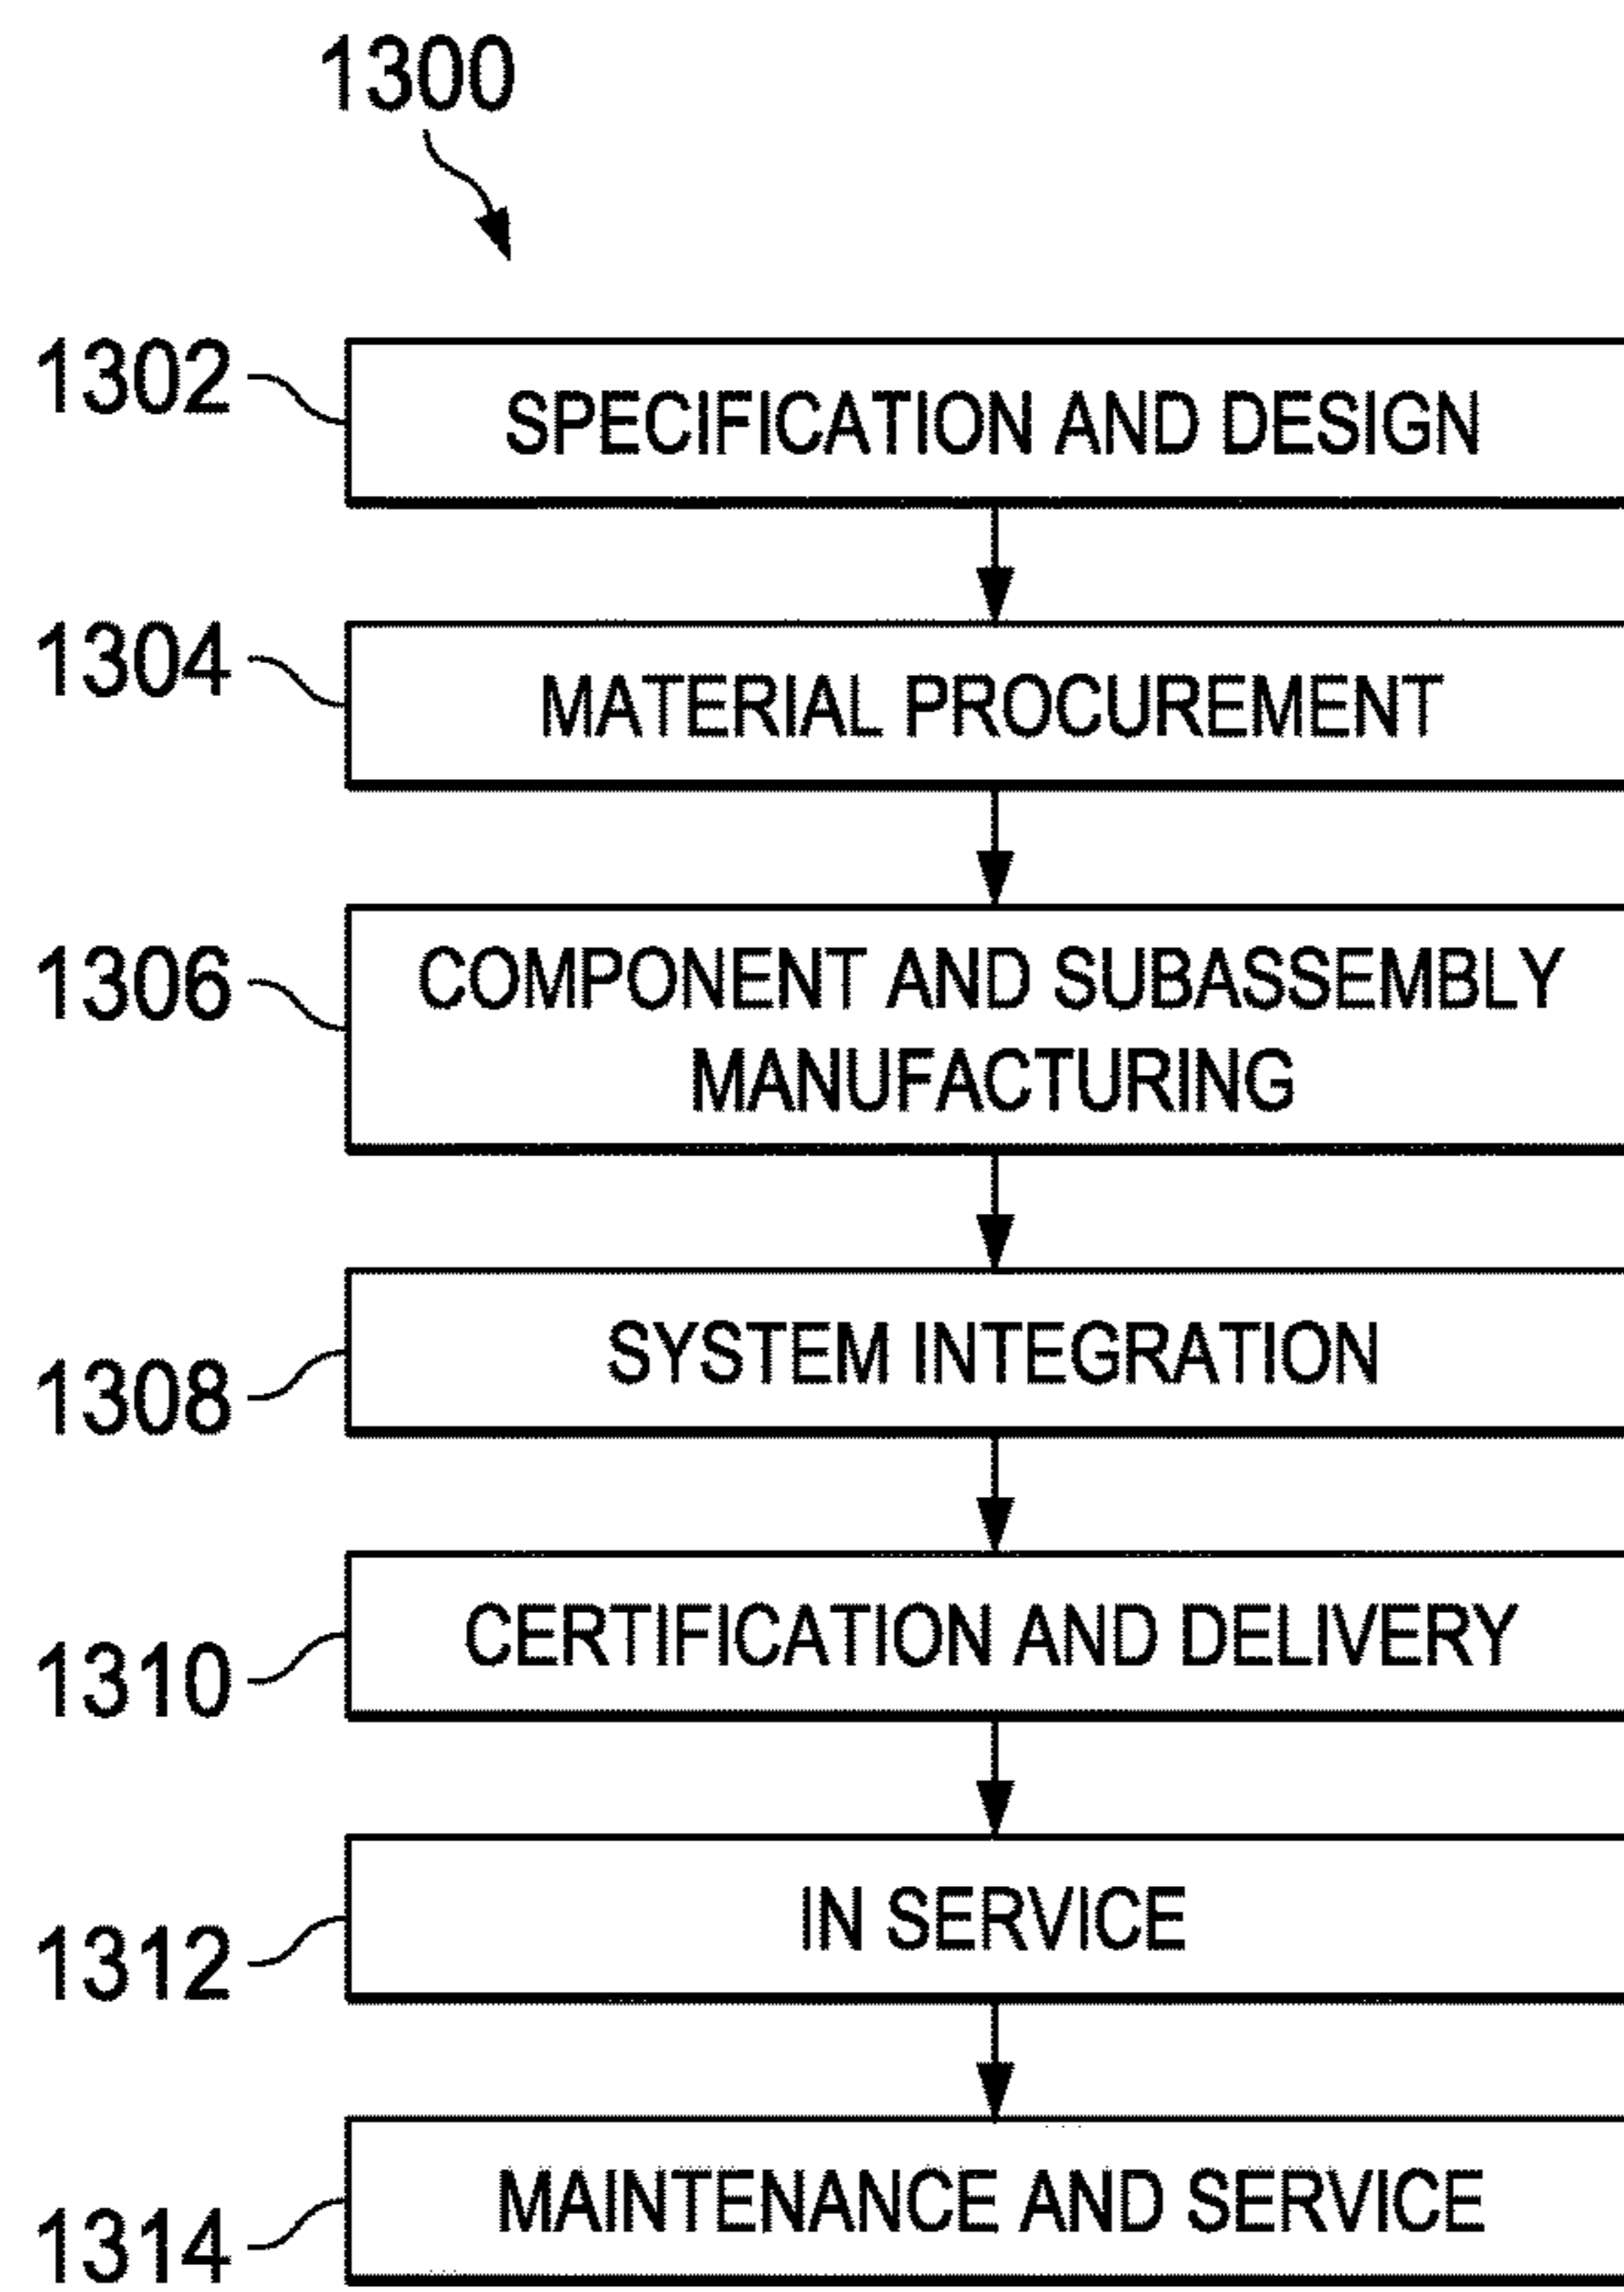 1300
1302
SPECIFICATION AND DESIGN
1304
MATERIAL PROCUREMENT
1306
COMPONENT AND SUBASSEMBLY
MANUFACTURING
1308
SYSTEM INTEGRATION
1310
CERTIFICATION AND DELIVERY
1312
IN SERVICE
1314
MAINTENANCE AND SERVICE